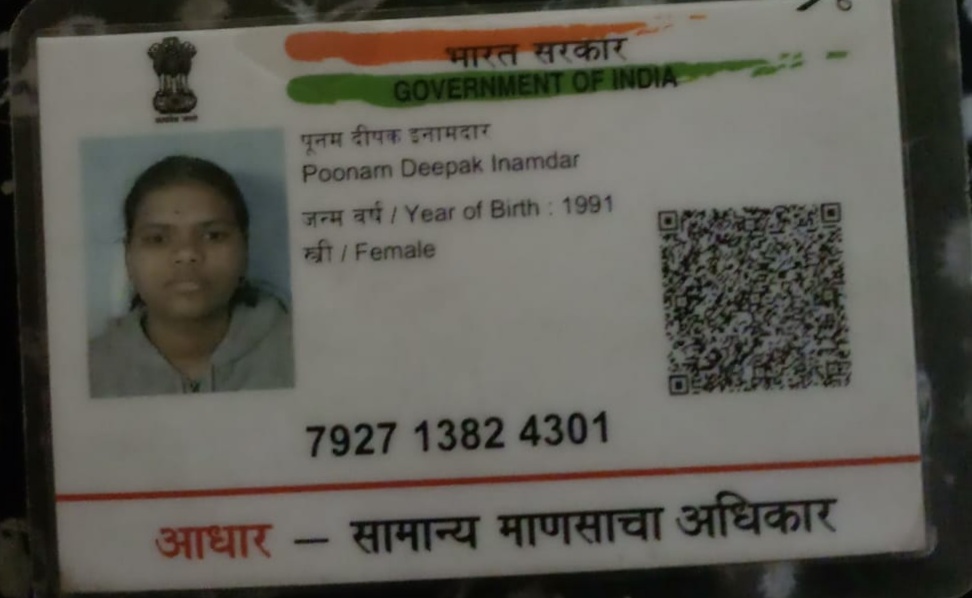 भारत सरकार
GOVERNMENT OF INDIA
पूनम दीपक इनामदार
Poonam Deepak Inamdar
जन्म वर्ष / Year of Birth : 1991
स्त्री / Female
7927 1382 4301
आधार — सामान्य माणसाचा अधिकार